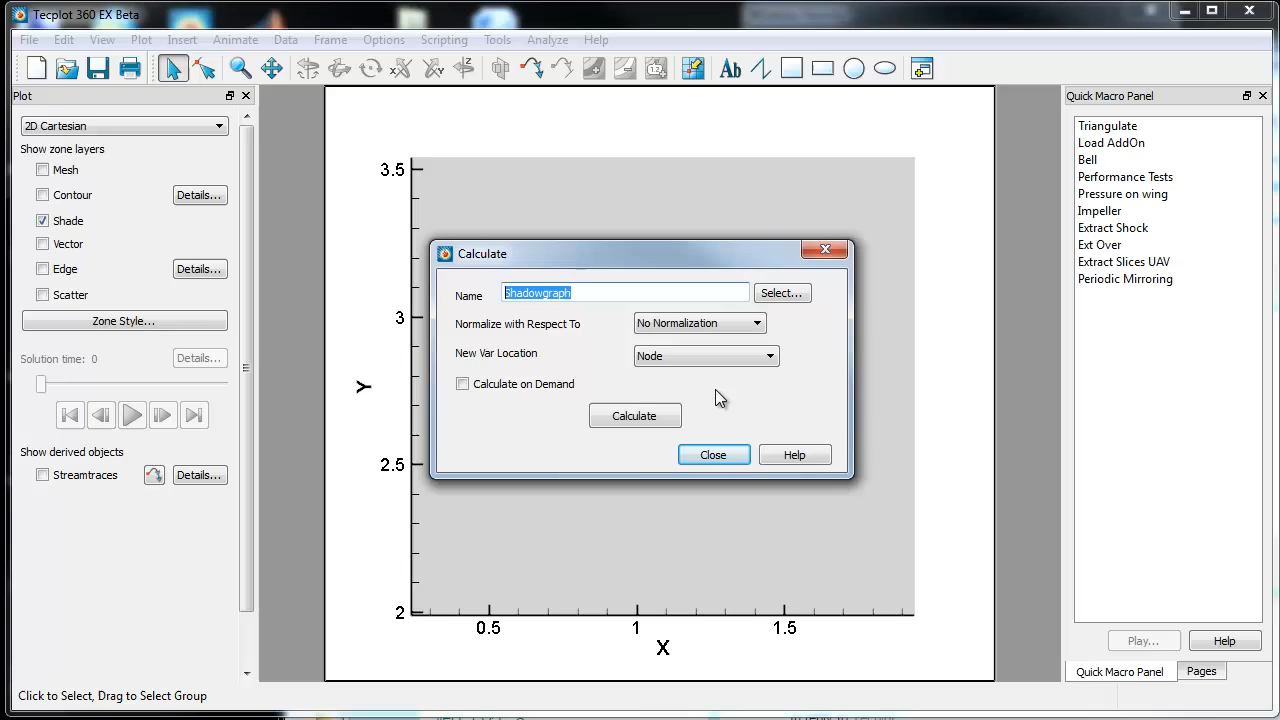 Tecplot 360 EX Beta
File Edit View Plot Insert Animate Data Frame Options Scripting Tools Analyze Help
Plot
2D Cartesian
Show zone layers
Mesh
Contour Details...
Shade
Vector
Edge Details...
Scatter
Zone Style...
Solution time: 0 Details...
Show derived objects
Streamtraces Details...
Click to Select, Drag to Select Group
Ab
3.5
3
2.5
2
Y
0.5 1 1.5
X
Calculate
Name Shadowgraph Select...
Normalize with Respect To No Normalization
New Var Location Node
Calculate on Demand
Calculate
Close Help
Quick Macro Panel
Triangulate
Load AddOn
Bell
Performance Tests
Pressure on wing
Impeller
Extract Shock
Ext Over
Extract Slices UAV
Periodic Mirroring
Play... Help
Quick Macro Panel Pages